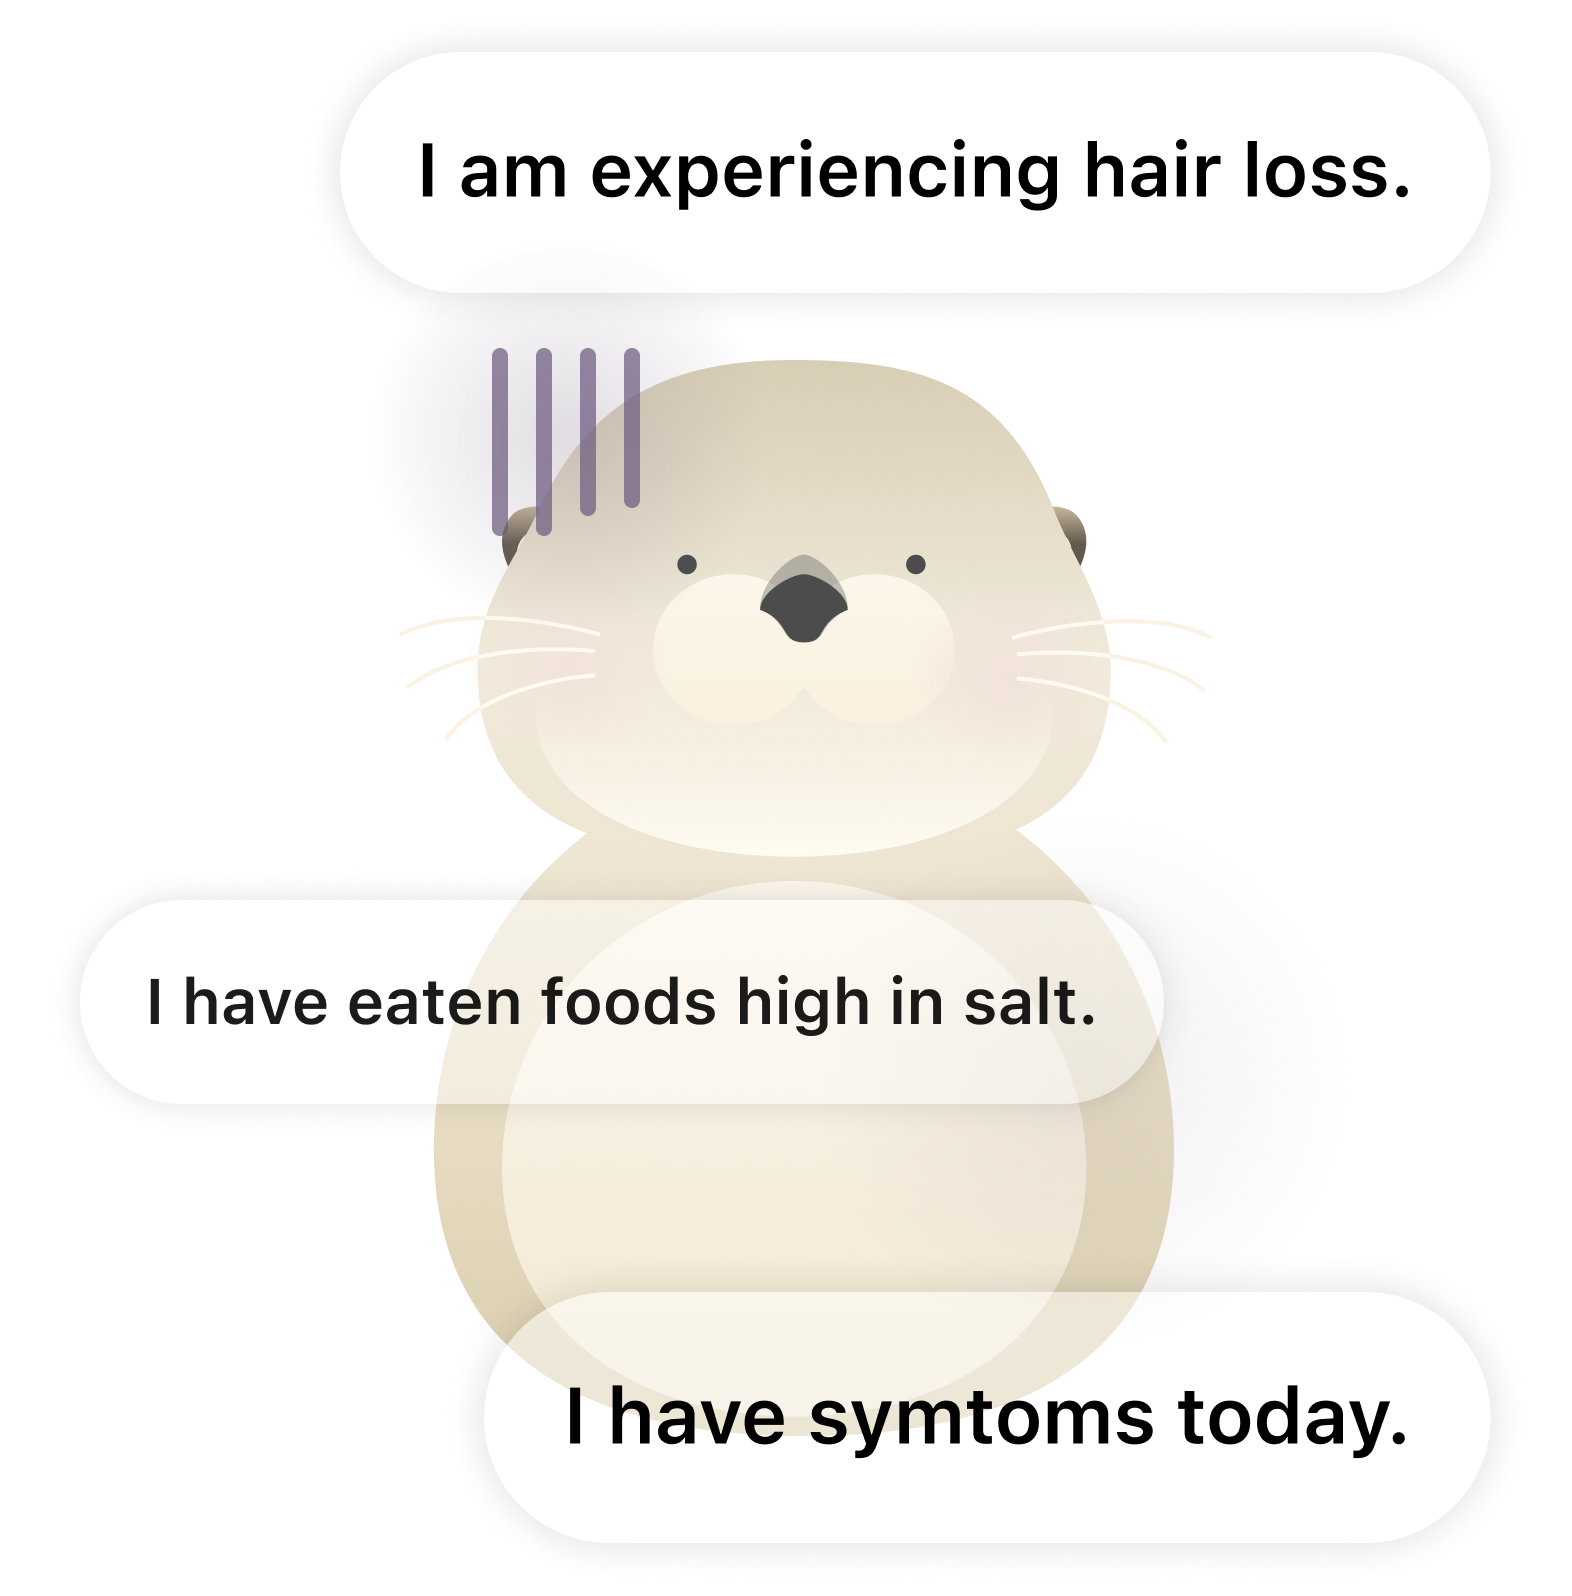 I am experiencing hair loss.
I have eaten foods high in salt.
I have symtoms today.